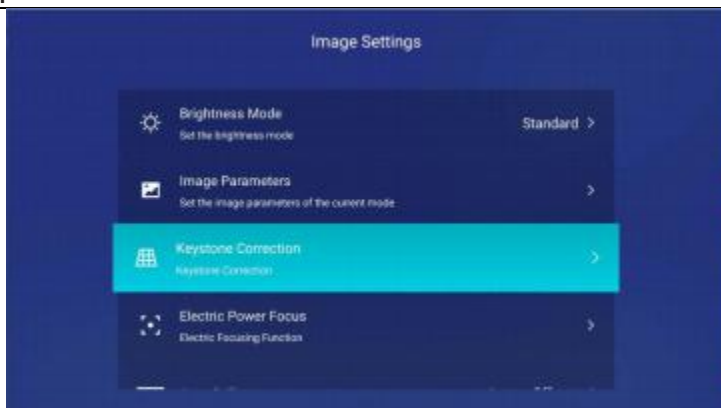 Image Settings
Brightness Mode
Standard >
Set the brightness mode
Image Parameters
>
Set the image parameters of the current mode
Keystone Correction
>
Keystone Correction
Electric Power Focus
>
Electric Focusing Function